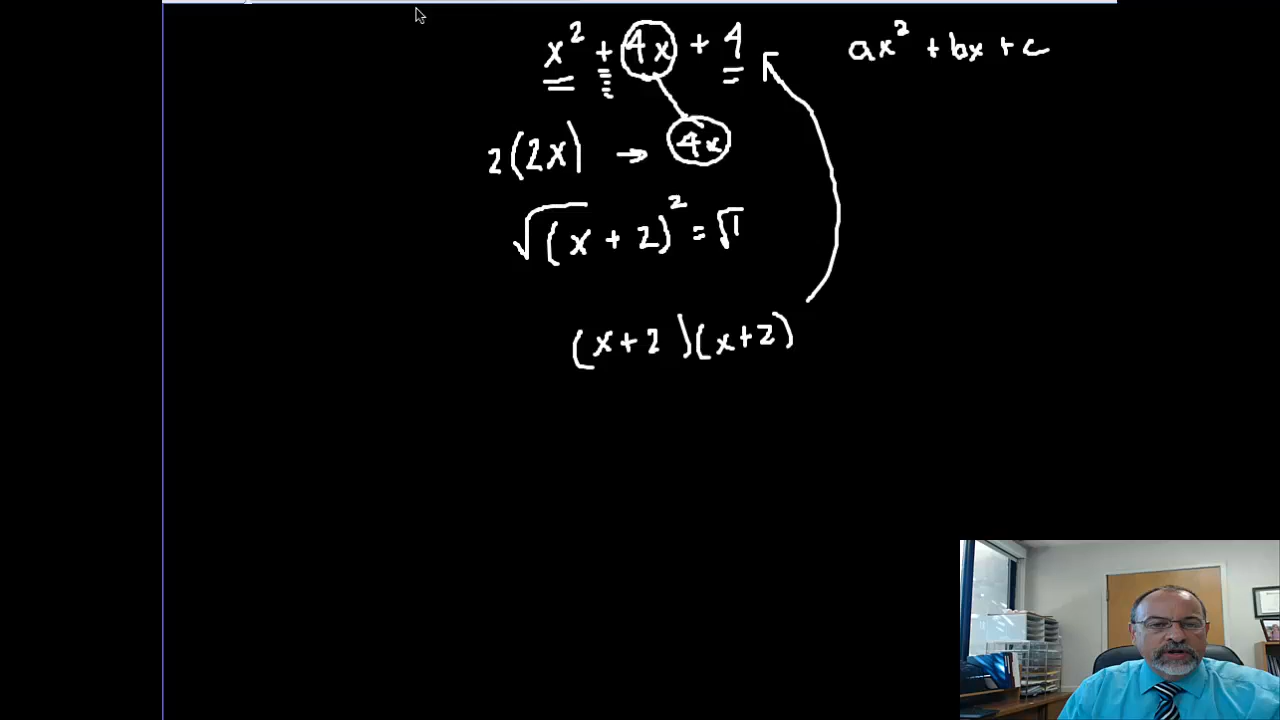 x² + 4x + 4
ax² + bx + c
2(2x) → 4x
√(x + 2)² = √1
(x+2)(x+2)